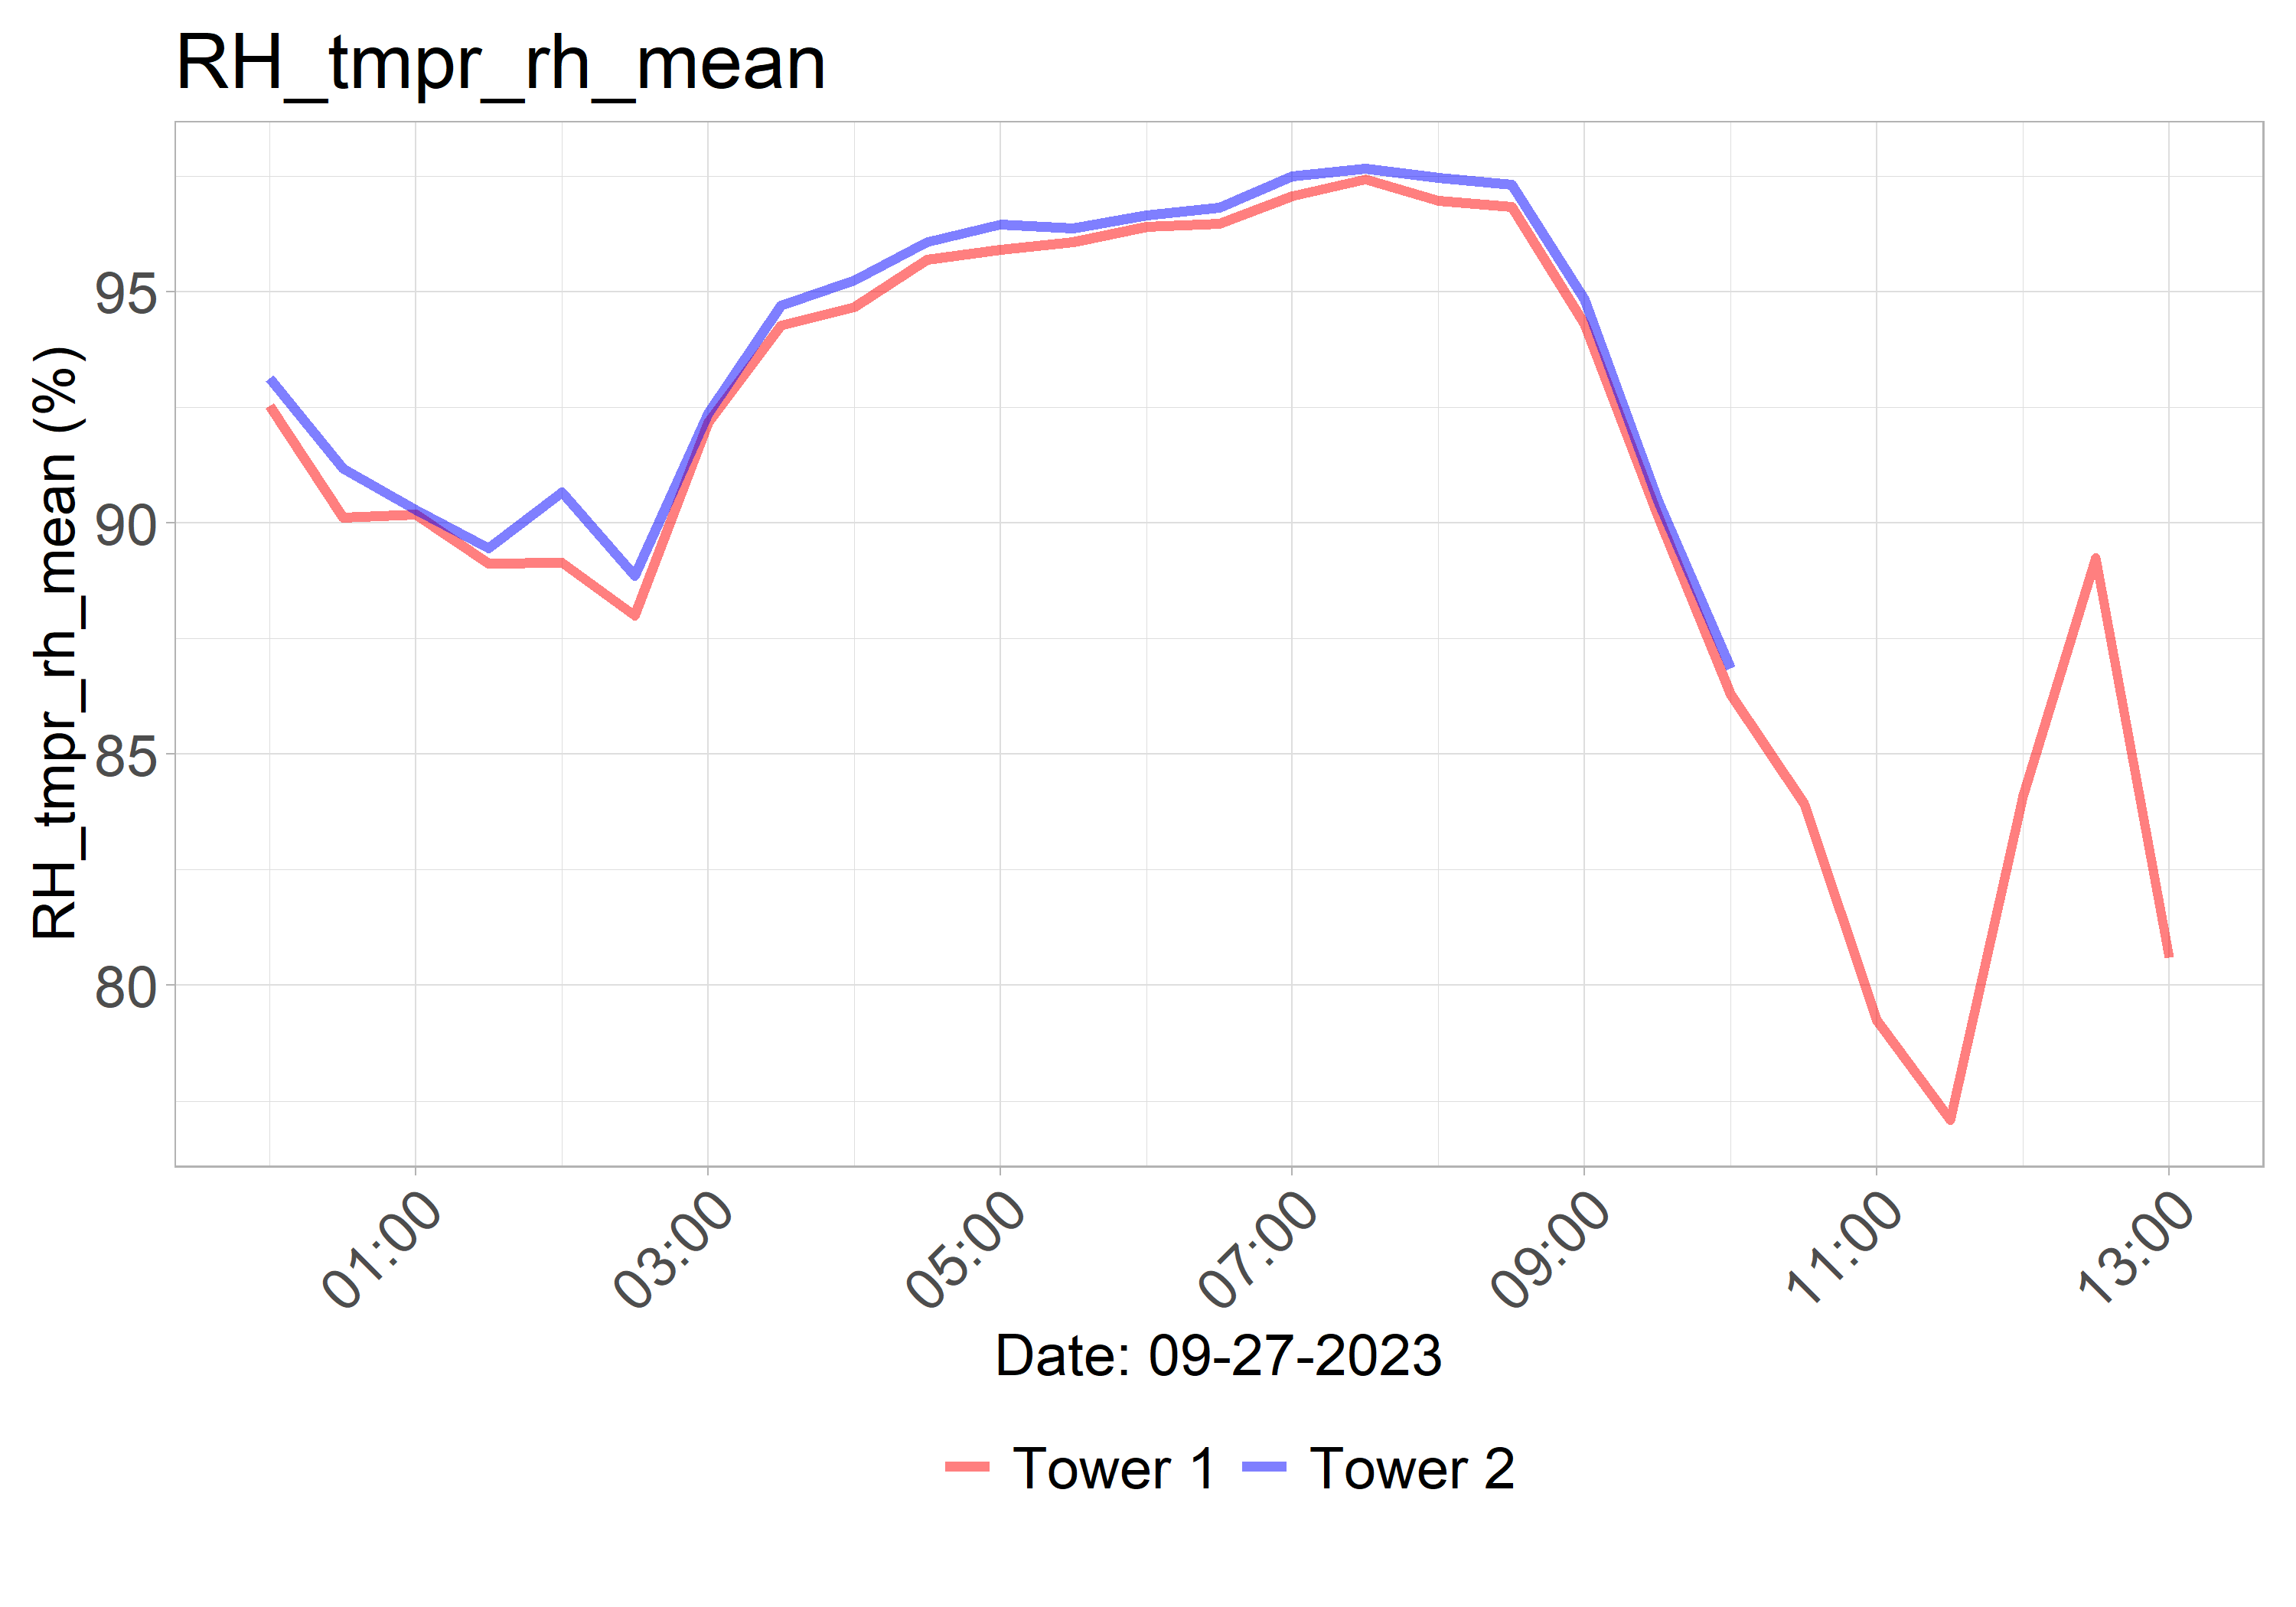 RH_tmpr_rh_mean
RH_tmpr_rh_mean (%)
95
90
85
80
01:00
03:00
05:00
07:00
09:00
11:00
13:00
Date: 09-27-2023
Tower 1
Tower 2